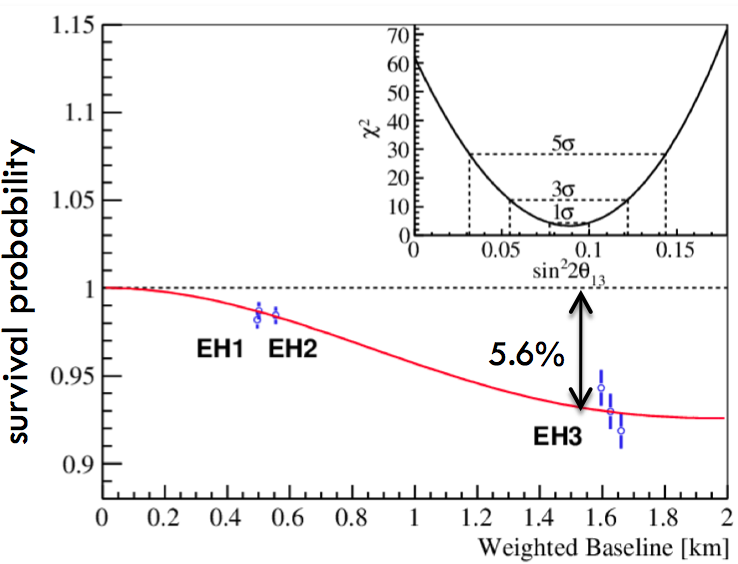 survival probability
1.15
1.1
1.05
1
0.95
0.9
0 0.2 0.4 0.6 0.8 1 1.2 1.4 1.6 1.8 2
Weighted Baseline [km]
EH1 EH2
5.6%
EH3
χ²
70
60
50
40
30
20
10
0
5σ
3σ
1σ
0 0.05 0.1 0.15
sin²2θ₁₃